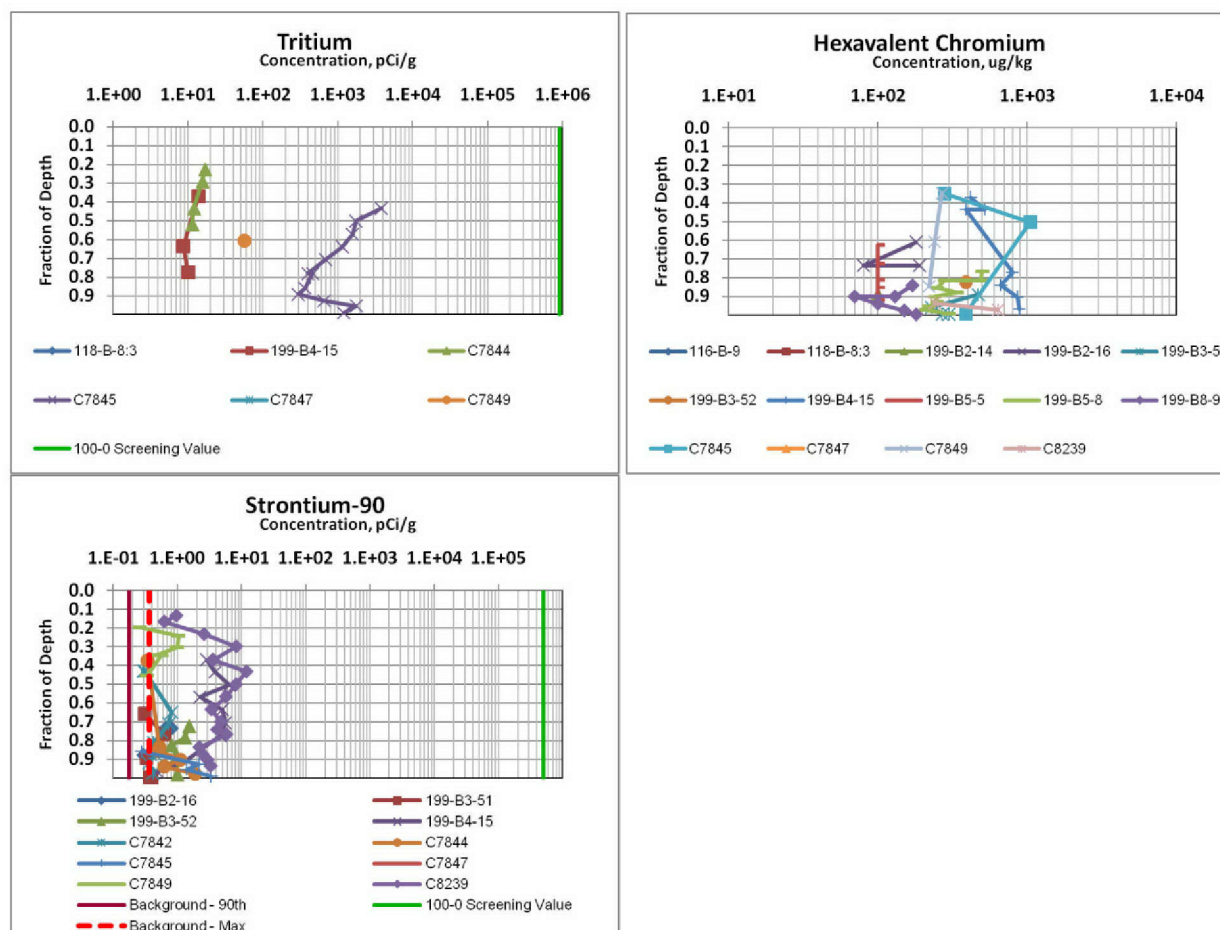 Tritium
Concentration, pCi/g
1.E+00 1.E+01 1.E+02 1.E+03 1.E+04 1.E+05 1.E+06
Fraction of Depth
0.0
0.1
0.2
0.3
0.4
0.5
0.6
0.7
0.8
0.9
118-B-8:3 199-B4-15 C7844
C7845 C7847 C7849
100-0 Screening Value
Hexavalent Chromium
Concentration, ug/kg
1.E+01 1.E+02 1.E+03 1.E+04
Fraction of Depth
0.0
0.1
0.2
0.3
0.4
0.5
0.6
0.7
0.8
0.9
116-B-9 118-B-8:3 199-B2-14 199-B2-16 199-B3-5
199-B3-52 199-B4-15 199-B5-5 199-B5-8 199-B8-9
C7845 C7847 C7849 C8239
Strontium-90
Concentration, pCi/g
1.E-01 1.E+00 1.E+01 1.E+02 1.E+03 1.E+04 1.E+05
Fraction of Depth
0.0
0.1
0.2
0.3
0.4
0.5
0.6
0.7
0.8
0.9
199-B2-16 199-B3-51
199-B3-52 199-B4-15
C7842 C7844
C7845 C7847
C7849 C8239
Background - 90th 100-0 Screening Value
Background - Max